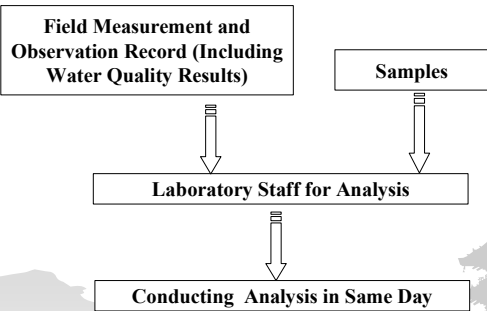 Field Measurement and
Observation Record (Including
Water Quality Results)
Samples
Laboratory Staff for Analysis
Conducting Analysis in Same Day